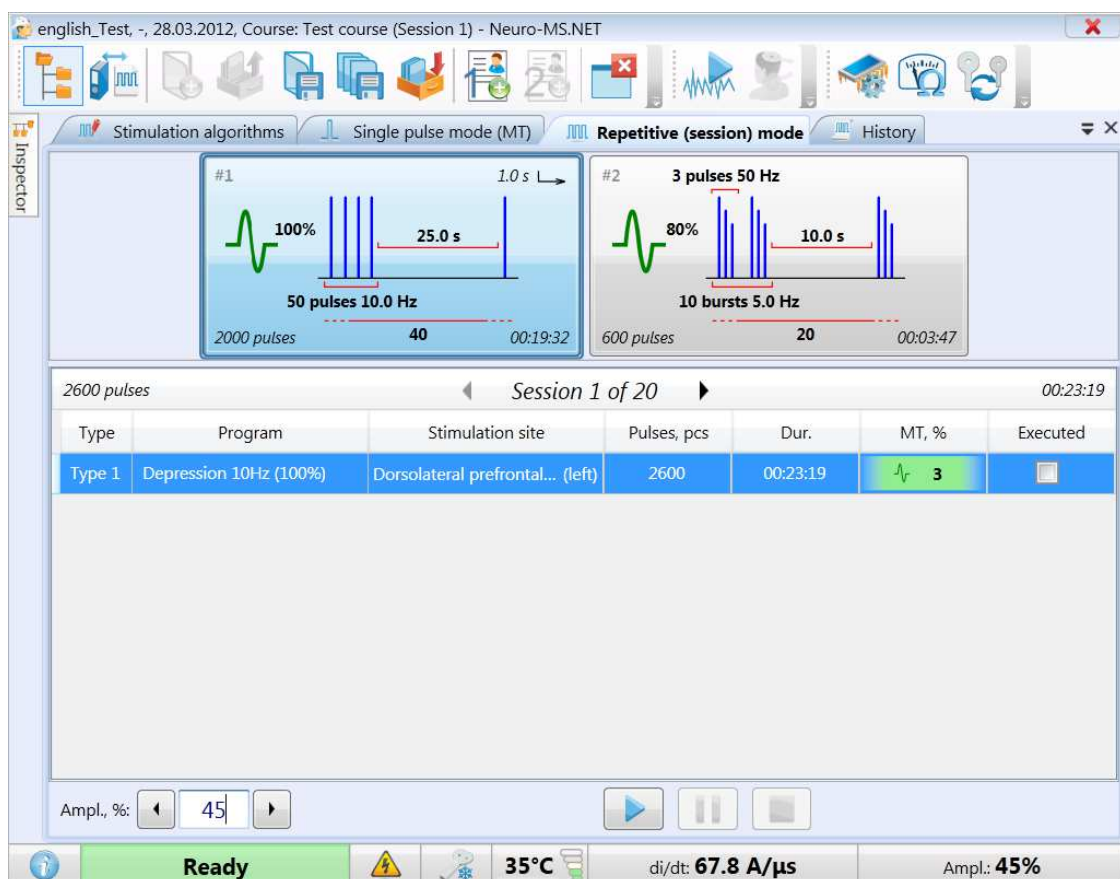 english_Test, -, 28.03.2012, Course: Test course (Session 1) - Neuro-MS.NET
Inspector
Stimulation algorithms
Single pulse mode (MT)
Repetitive (session) mode
History
#1
1.0 s
100%
25.0 s
50 pulses 10.0 Hz
40
2000 pulses
00:19:32
#2
3 pulses 50 Hz
80%
10.0 s
10 bursts 5.0 Hz
20
600 pulses
00:03:47
2600 pulses
Session 1 of 20
00:23:19
Type Program Stimulation site Pulses, pcs Dur. MT, % Executed
Type 1 Depression 10Hz (100%) Dorsolateral prefrontal... (left) 2600 00:23:19 3
Ampl., %: 45
Ready 35°C di/dt: 67.8 A/µs Ampl.: 45%